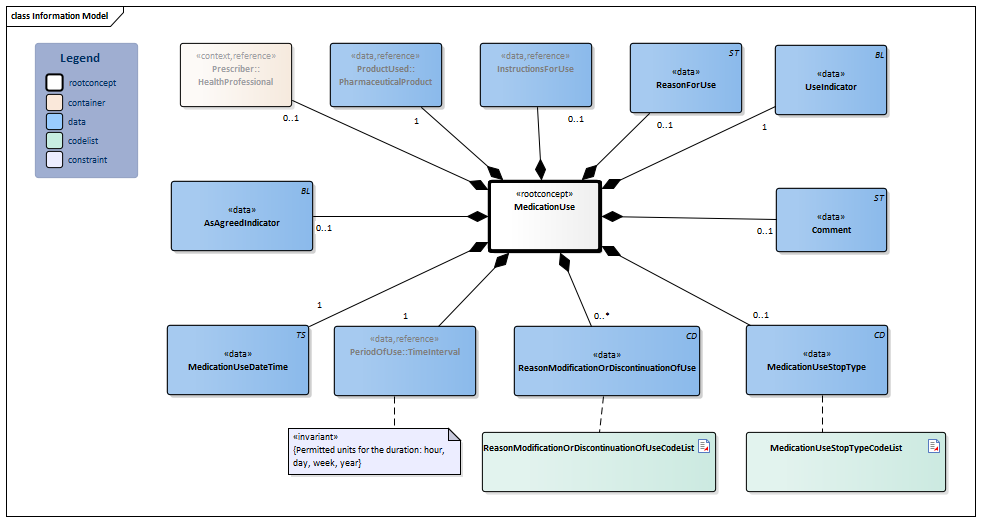 class Information Model
Legend
rootconcept
container
data
codelist
constraint
«context,reference»
Prescriber::
HealthProfessional
0..1
«data,reference»
ProductUsed::
PharmaceuticalProduct
1
«data,reference»
InstructionsForUse
0..1
ST
«data»
ReasonForUse
0..1
BL
«data»
UseIndicator
1
BL
«data»
AsAgreedIndicator
0..1
«rootconcept»
MedicationUse
ST
«data»
Comment
0..1
1
TS
«data»
MedicationUseDateTime
1
«data,reference»
PeriodOfUse::TimeInterval
0..*
CD
«data»
ReasonModificationOrDiscontinuationOfUse
0..1
CD
«data»
MedicationUseStopType
«invariant»
{Permitted units for the duration: hour,
day, week, year}
ReasonModificationOrDiscontinuationOfUseCodeList
MedicationUseStopTypeCodeList